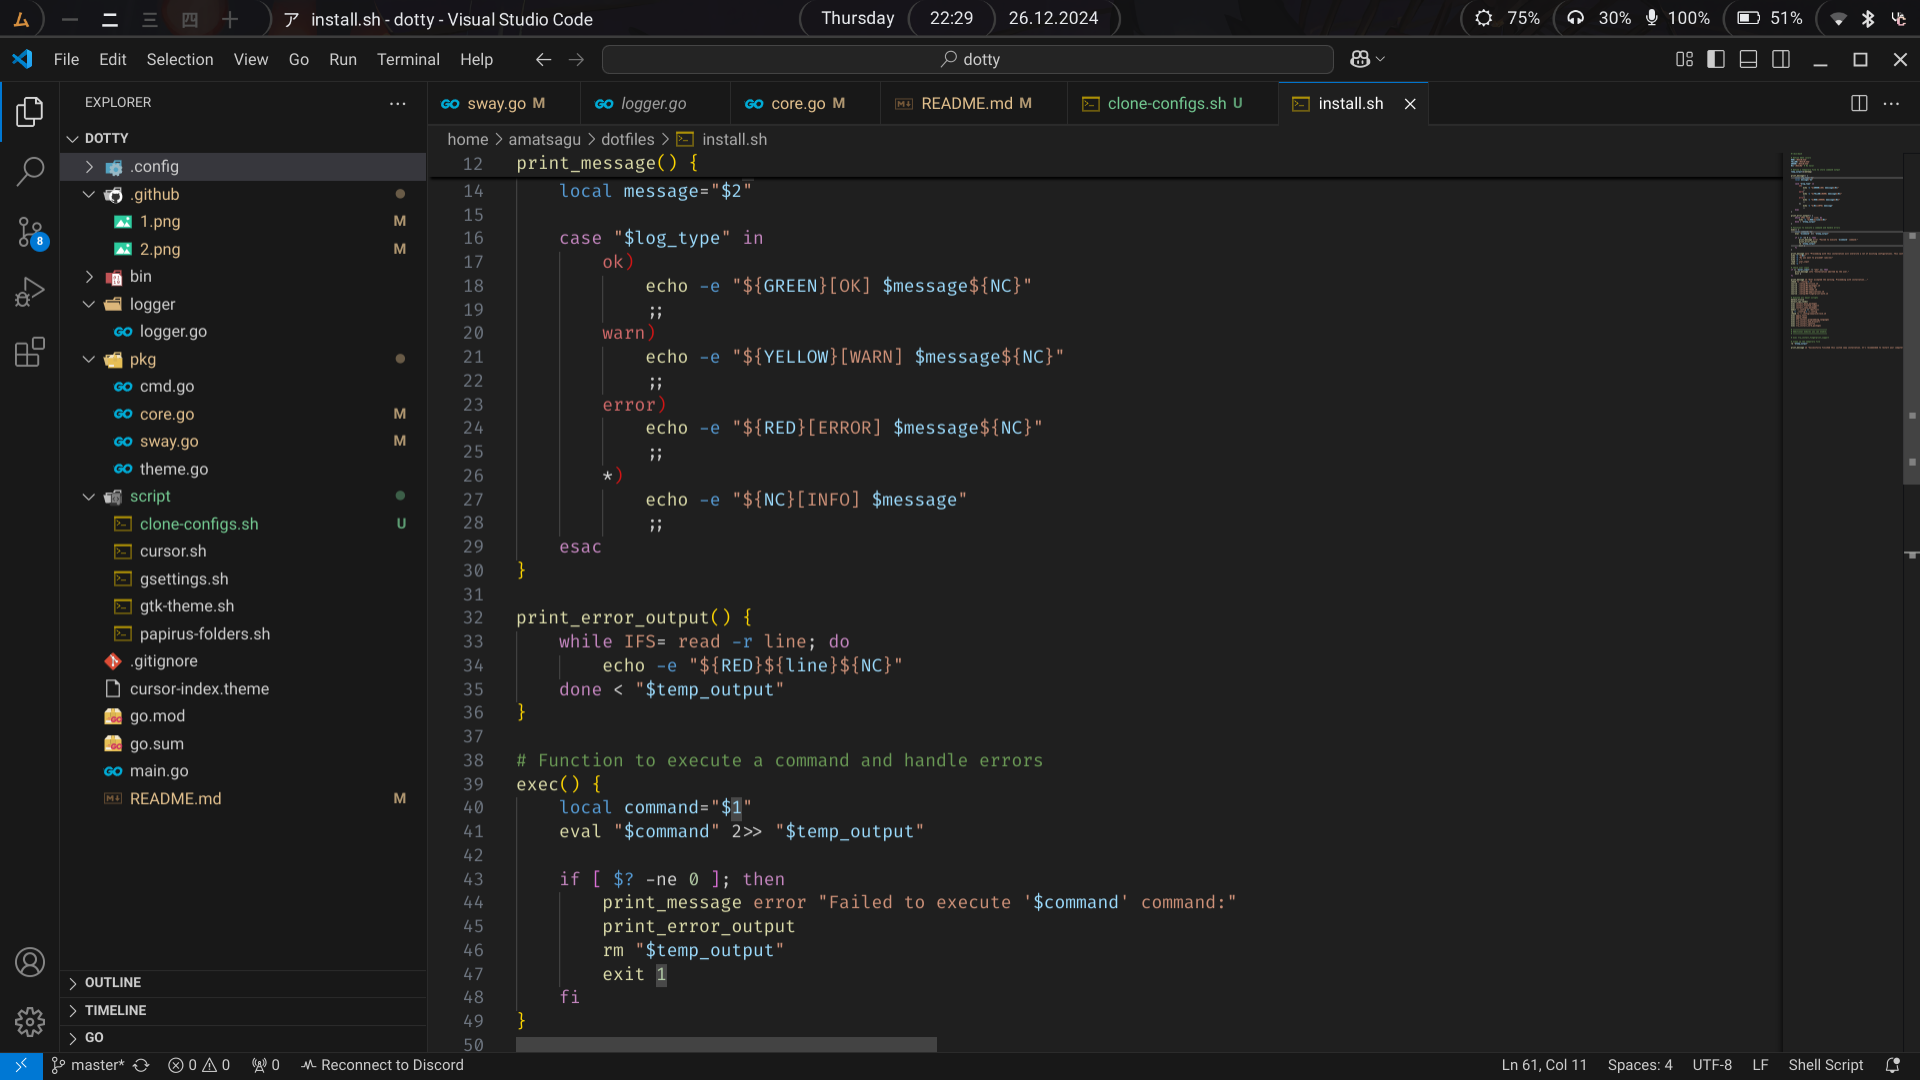 一 二 三 四 十 ア install.sh - dotty - Visual Studio Code Thursday 22:29 26.12.2024 75% 30% 100% 51%
File Edit Selection View Go Run Terminal Help dotty
EXPLORER
DOTTY
.config
.github
1.png M
2.png M
bin
logger
logger.go
pkg
cmd.go
core.go M
sway.go M
theme.go
script
clone-configs.sh U
cursor.sh
gsettings.sh
gtk-theme.sh
papirus-folders.sh
.gitignore
cursor-index.theme
go.mod
go.sum
main.go
README.md M
OUTLINE
TIMELINE
GO
8
sway.go M logger.go core.go M README.md M clone-configs.sh U install.sh
home > amatsagu > dotfiles > install.sh
12 print_message() {
14     local message="$2"
15
16     case "$log_type" in
17         ok)
18             echo -e "${GREEN}[OK] $message${NC}"
19             ;;
20         warn)
21             echo -e "${YELLOW}[WARN] $message${NC}"
22             ;;
23         error)
24             echo -e "${RED}[ERROR] $message${NC}"
25             ;;
26         *)
27             echo -e "${NC}[INFO] $message"
28             ;;
29     esac
30 }
31
32 print_error_output() {
33     while IFS= read -r line; do
34         echo -e "${RED}${line}${NC}"
35     done < "$temp_output"
36 }
37
38 # Function to execute a command and handle errors
39 exec() {
40     local command="$1"
41     eval "$command" 2>> "$temp_output"
42
43     if [ $? -ne 0 ]; then
44         print_message error "Failed to execute '$command' command:"
45         print_error_output
46         rm "$temp_output"
47         exit 1
48     fi
49 }
50
master* 0 0 0 Reconnect to Discord Ln 61, Col 11 Spaces: 4 UTF-8 LF Shell Script